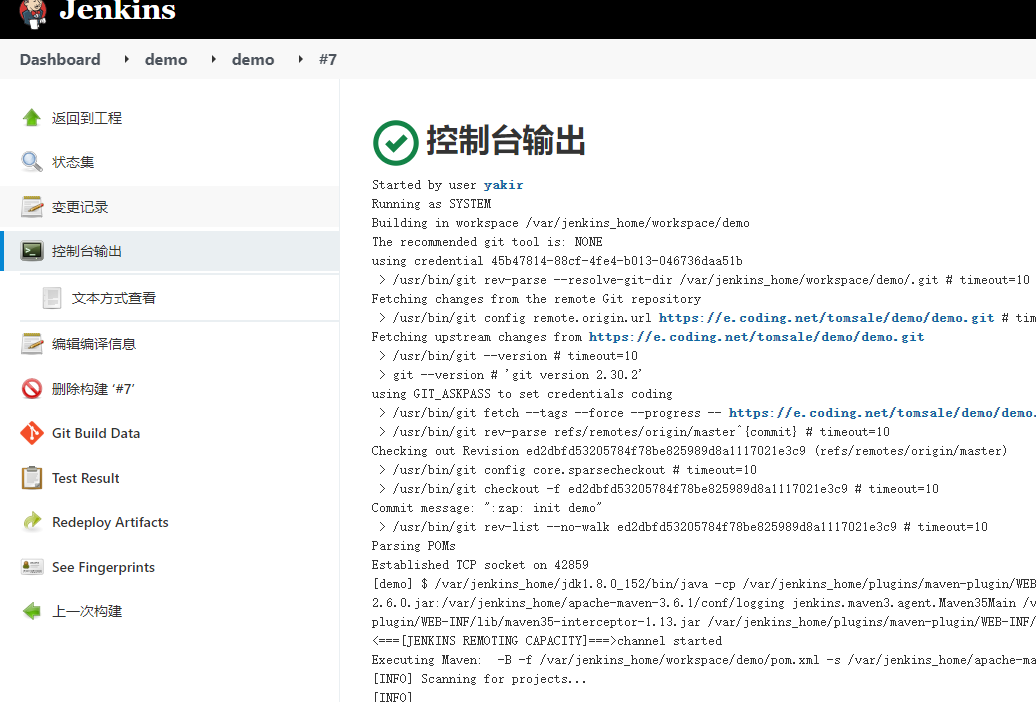 Jenkins
Dashboard demo demo #7
返回到工程
状态集
变更记录
控制台输出
文本方式查看
编辑编译信息
删除构建 ‘#7’
Git Build Data
Test Result
Redeploy Artifacts
See Fingerprints
上一次构建
控制台输出
Started by user yakir
Running as SYSTEM
Building in workspace /var/jenkins_home/workspace/demo
The recommended git tool is: NONE
using credential 45b47814-88cf-4fe4-b013-046736daa51b
> /usr/bin/git rev-parse --resolve-git-dir /var/jenkins_home/workspace/demo/.git # timeout=10
Fetching changes from the remote Git repository
> /usr/bin/git config remote.origin.url https://e.coding.net/tomsale/demo/demo.git # tim
Fetching upstream changes from https://e.coding.net/tomsale/demo/demo.git
> /usr/bin/git --version # timeout=10
> git --version # 'git version 2.30.2'
using GIT_ASKPASS to set credentials coding
> /usr/bin/git fetch --tags --force --progress -- https://e.coding.net/tomsale/demo/demo.
> /usr/bin/git rev-parse refs/remotes/origin/master^{commit} # timeout=10
Checking out Revision ed2dbfd53205784f78be825989d8a1117021e3c9 (refs/remotes/origin/master)
> /usr/bin/git config core.sparsecheckout # timeout=10
> /usr/bin/git checkout -f ed2dbfd53205784f78be825989d8a1117021e3c9 # timeout=10
Commit message: ":zap: init demo"
> /usr/bin/git rev-list --no-walk ed2dbfd53205784f78be825989d8a1117021e3c9 # timeout=10
Parsing POMs
Established TCP socket on 42859
[demo] $ /var/jenkins_home/jdk1.8.0_152/bin/java -cp /var/jenkins_home/plugins/maven-plugin/WEB
2.6.0.jar:/var/jenkins_home/apache-maven-3.6.1/conf/logging jenkins.maven3.agent.Maven35Main /v
plugin/WEB-INF/lib/maven35-interceptor-1.13.jar /var/jenkins_home/plugins/maven-plugin/WEB-INF/
<===[JENKINS REMOTING CAPACITY]===>channel started
Executing Maven: -B -f /var/jenkins_home/workspace/demo/pom.xml -s /var/jenkins_home/apache-ma
[INFO] Scanning for projects...
[INFO]